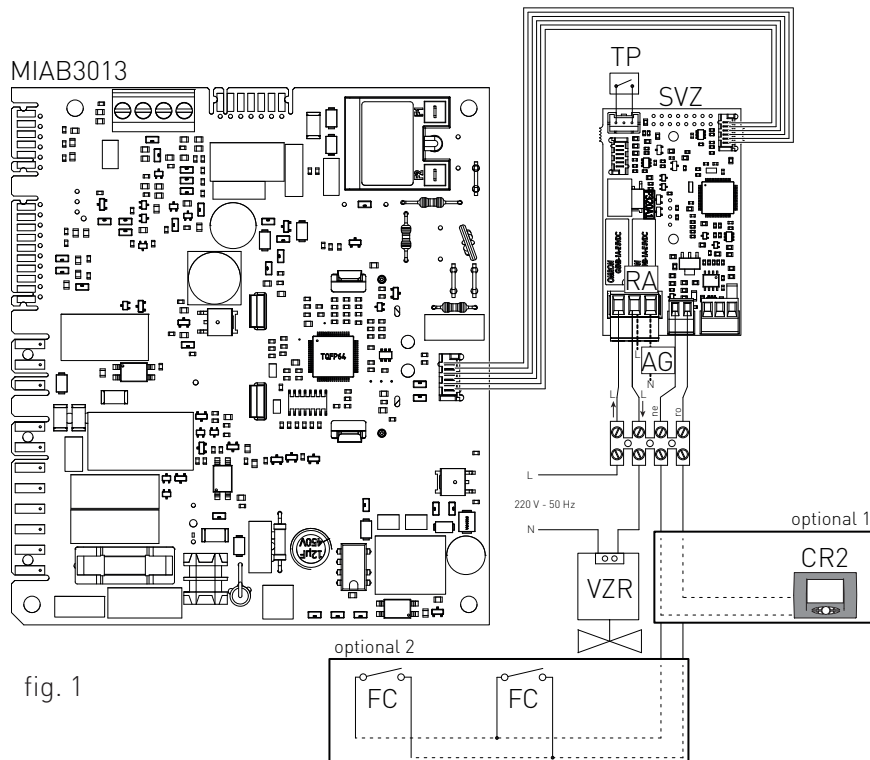 MIAB3013
TP
SVZ
RA
AG
L
N
L
L
ne
ro
TQFP64
12µF
450V
L
220 V - 50 Hz
N
VZR
optional 1
CR2
optional 2
FC
FC
fig. 1